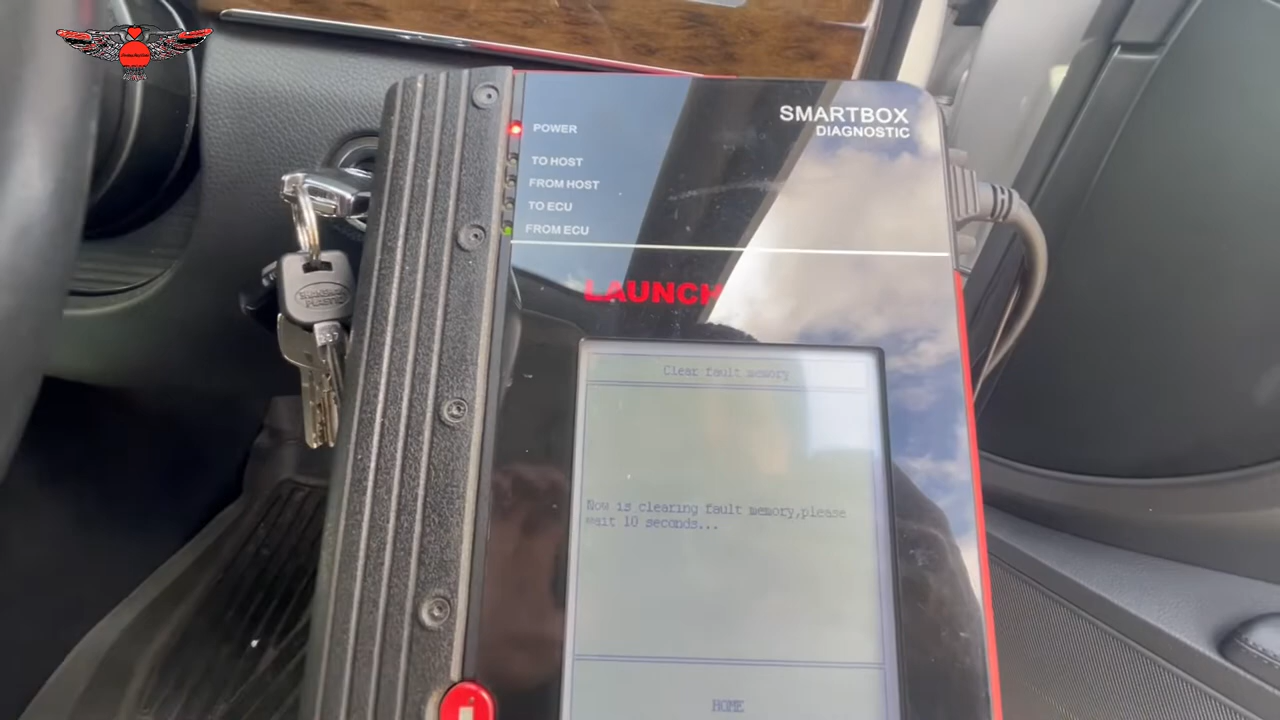 SMARTBOX
DIAGNOSTIC
POWER
TO HOST
FROM HOST
TO ECU
FROM ECU
LAUNCH
Clear fault memory
Now is clearing fault memory,please
wait 10 seconds...
HOME